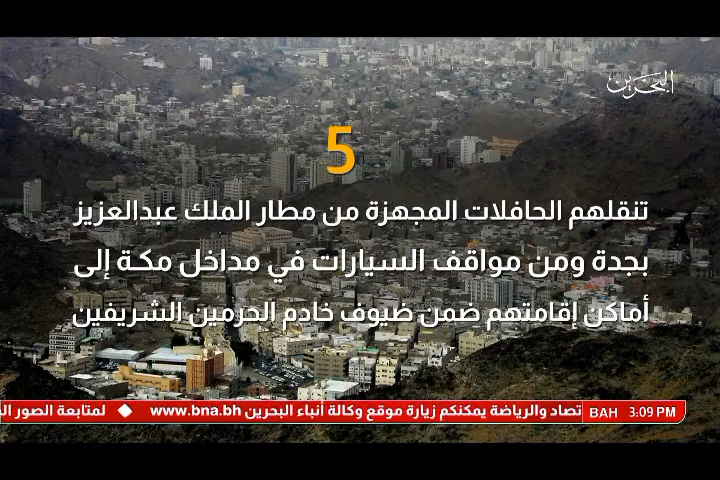 البحرين
5
تنقلهم الحافلات المجهزة من مطار الملك عبدالعزيز
بجدة ومن مواقف السيارات في مداخل مكة إلى
أماكن إقامتهم ضمن ضيوف خادم الحرمين الشريفين
تصاد والرياضة يمكنكم زيارة موقع وكالة أنباء البحرين www.bna.bh ◆ لمتابعة الصور ال
BAH 3:09 PM